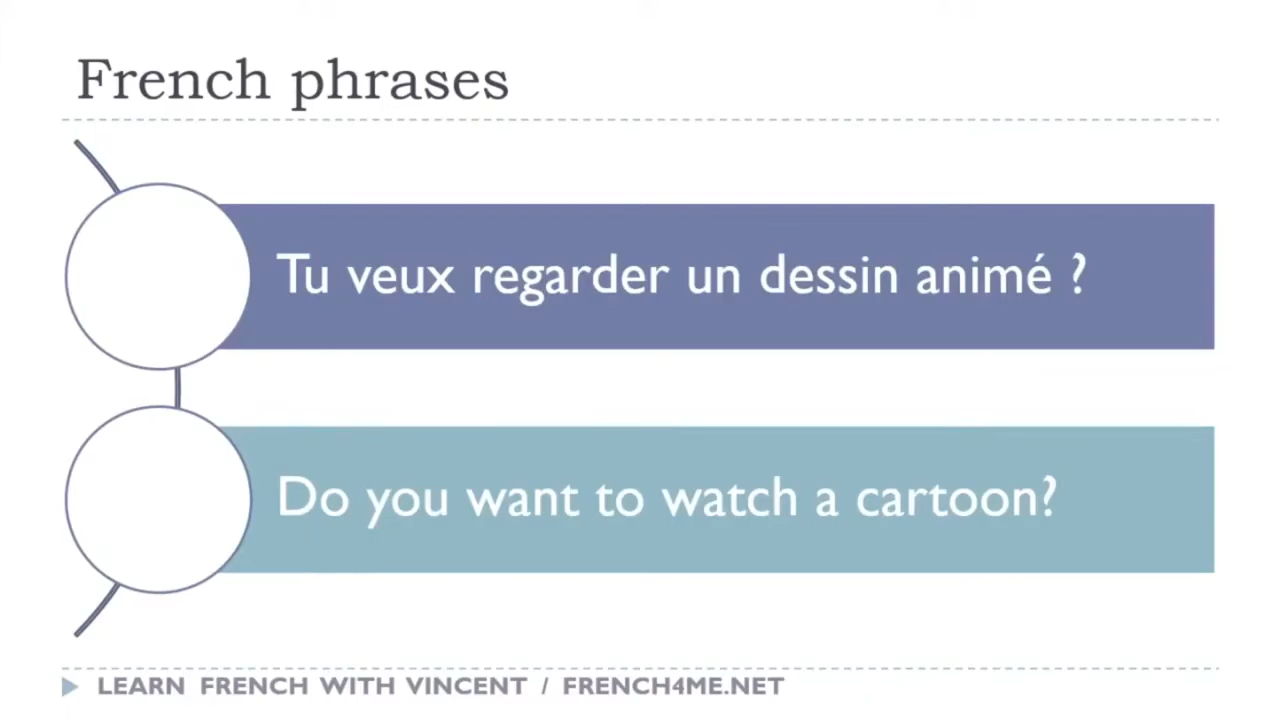 French phrases
Tu veux regarder un dessin animé ?
Do you want to watch a cartoon?
LEARN FRENCH WITH VINCENT / FRENCH4ME.NET